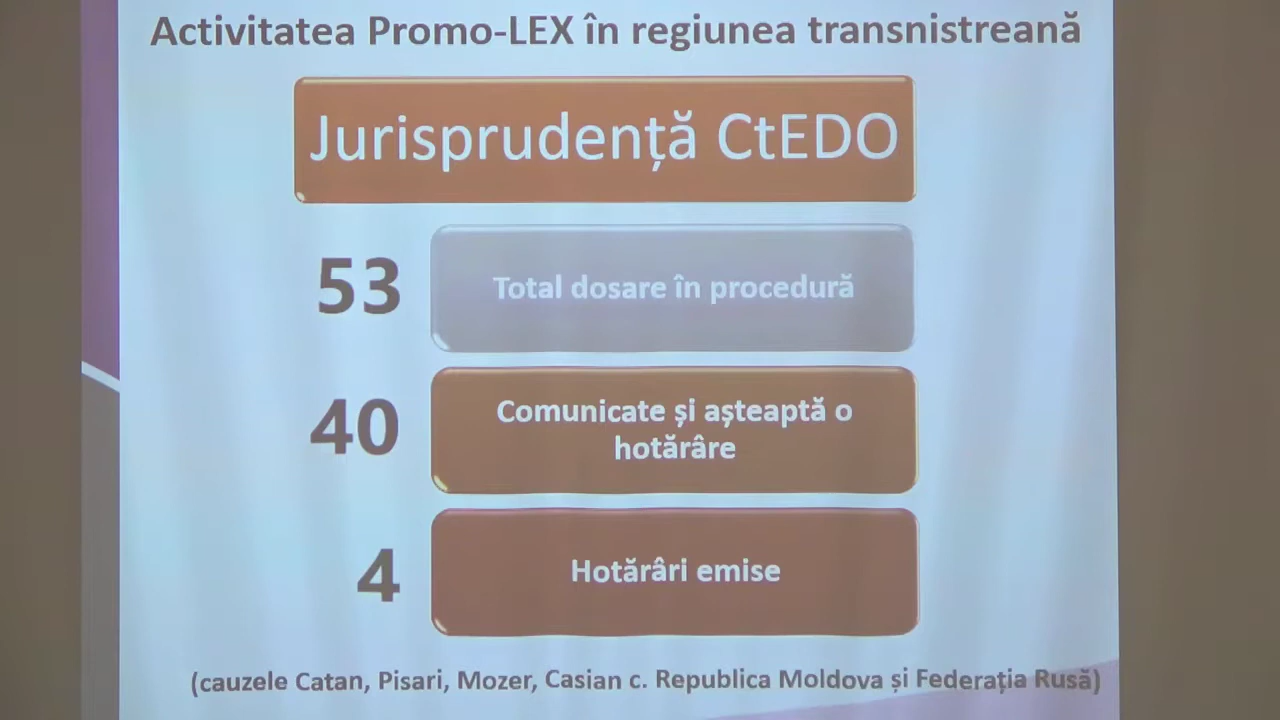 Activitatea Promo-LEX în regiunea transnistreană
Jurisprudență CtEDO
53 Total dosare în procedură
40 Comunicate și așteaptă o
hotărâre
4 Hotărâri emise
(cauzele Catan, Pisari, Mozer, Casian c. Republica Moldova și Federația Rusă)